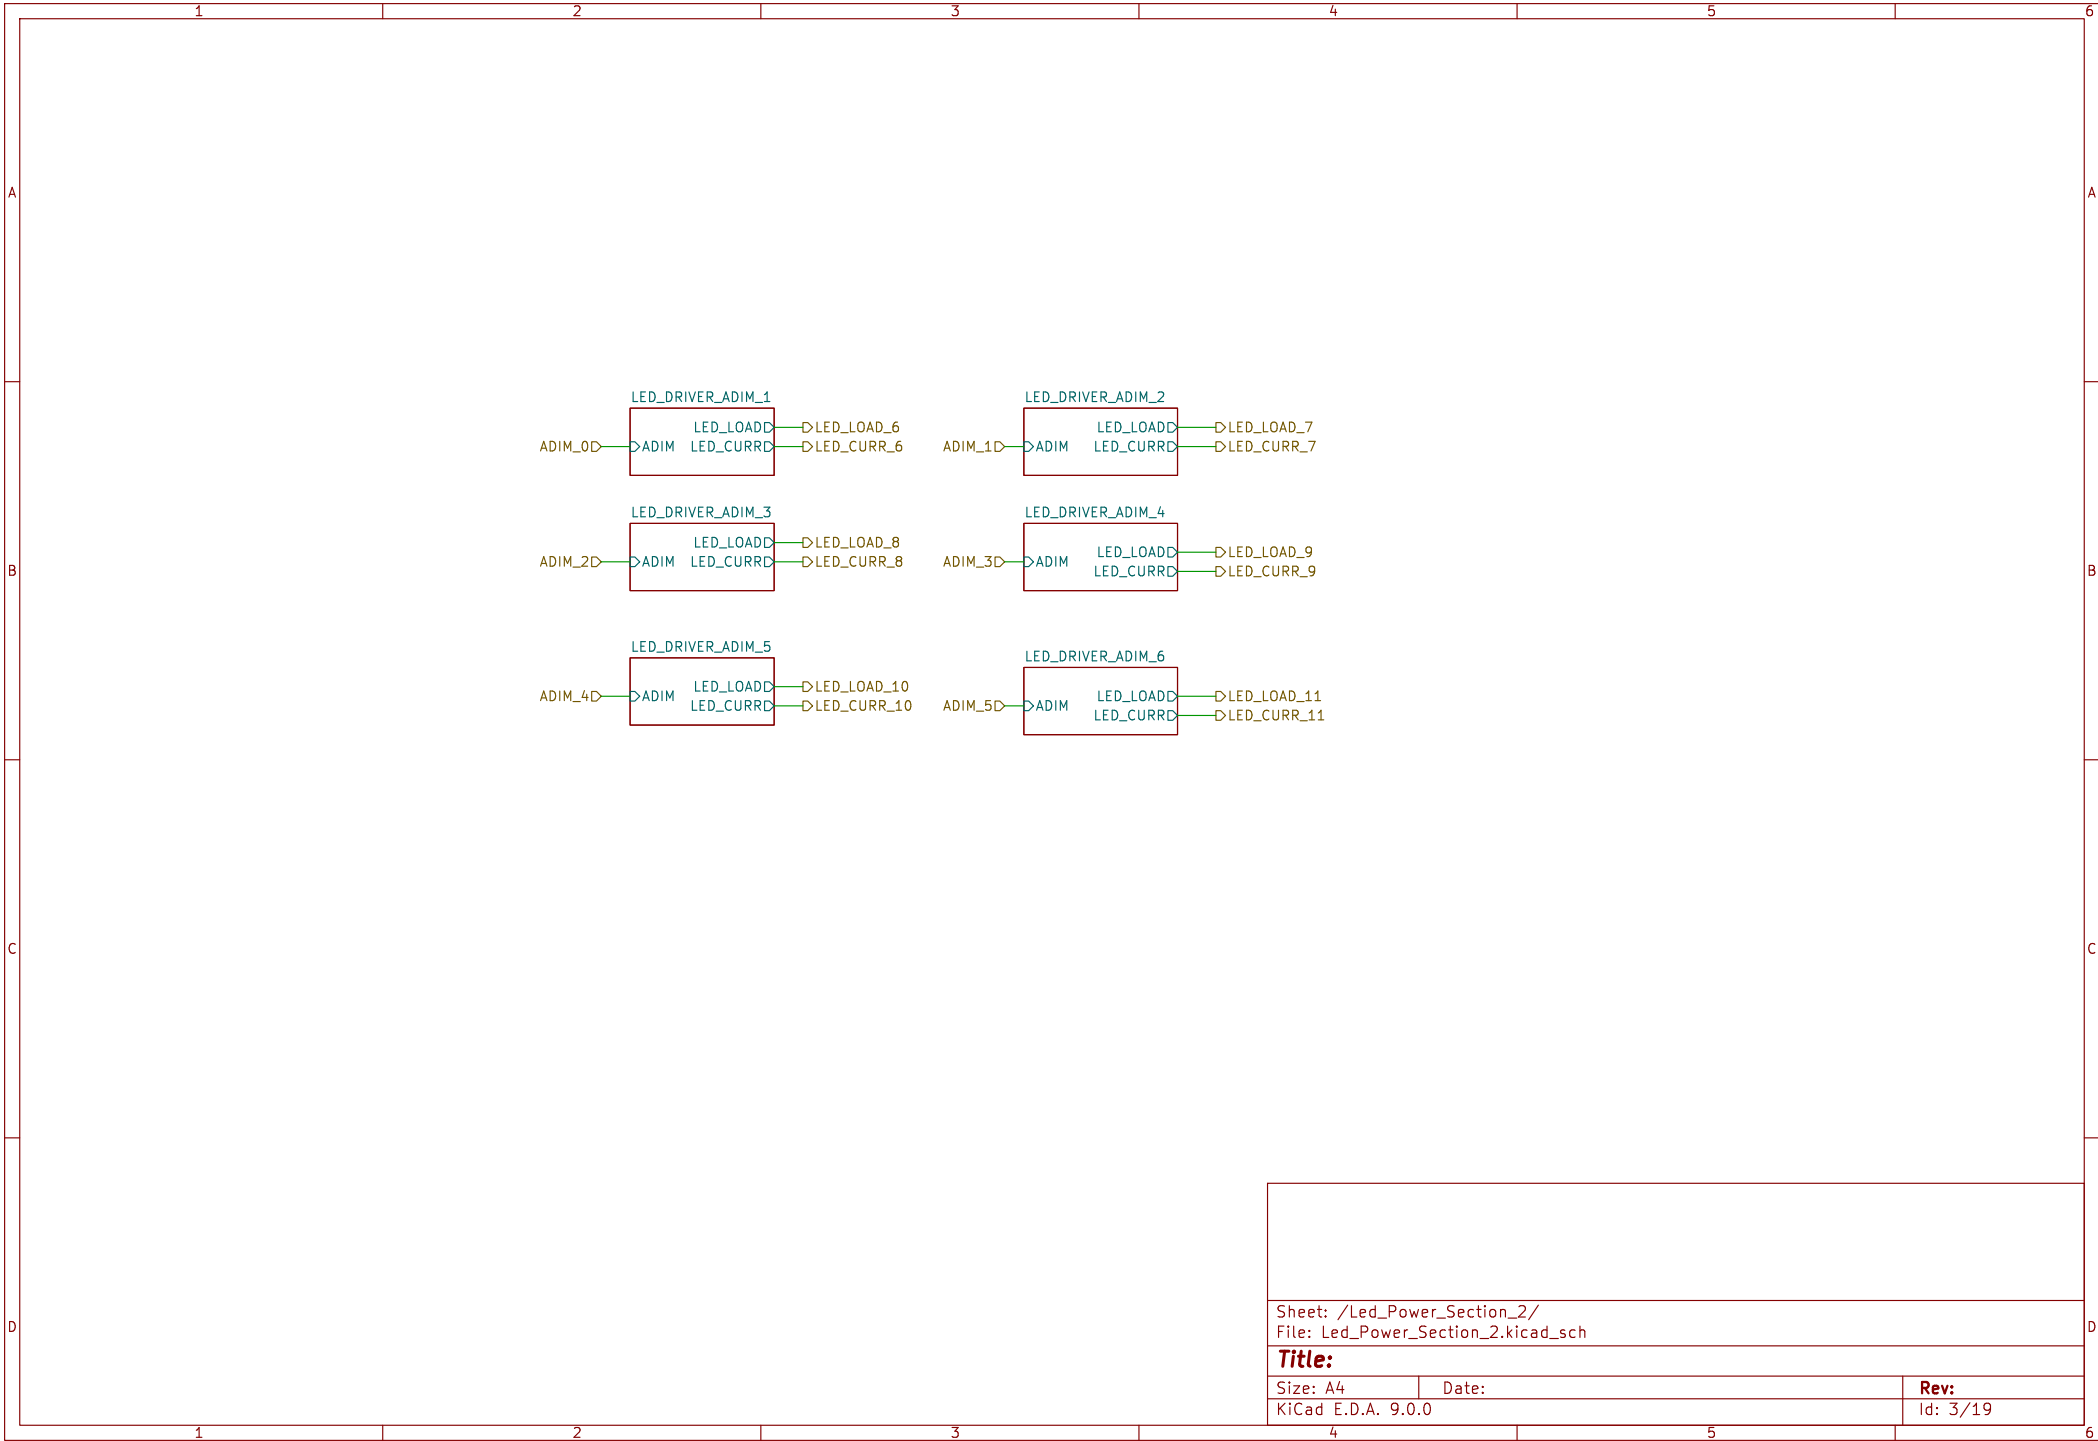 1 2 3 4 5 6
A A
LED_DRIVER_ADIM_1 LED_DRIVER_ADIM_2
LED_LOAD LED_LOAD_6 LED_LOAD LED_LOAD_7
ADIM_0 ADIM LED_CURR LED_CURR_6 ADIM_1 ADIM LED_CURR LED_CURR_7
LED_DRIVER_ADIM_3 LED_DRIVER_ADIM_4
LED_LOAD LED_LOAD_8 LED_LOAD LED_LOAD_9
ADIM_2 ADIM LED_CURR LED_CURR_8 ADIM_3 ADIM
B LED_CURR LED_CURR_9 B
LED_DRIVER_ADIM_5 LED_DRIVER_ADIM_6
LED_LOAD LED_LOAD_10 LED_LOAD LED_LOAD_11
ADIM_4 ADIM
LED_CURR LED_CURR_10 ADIM_5 ADIM LED_CURR LED_CURR_11
C C
Sheet: /Led_Power_Section_2/
D File: Led_Power_Section_2.kicad_sch D
Title:
Size: A4 Date: Rev:
KiCad E.D.A. 9.0.0 Id: 3/19
1 2 3 4 5 6